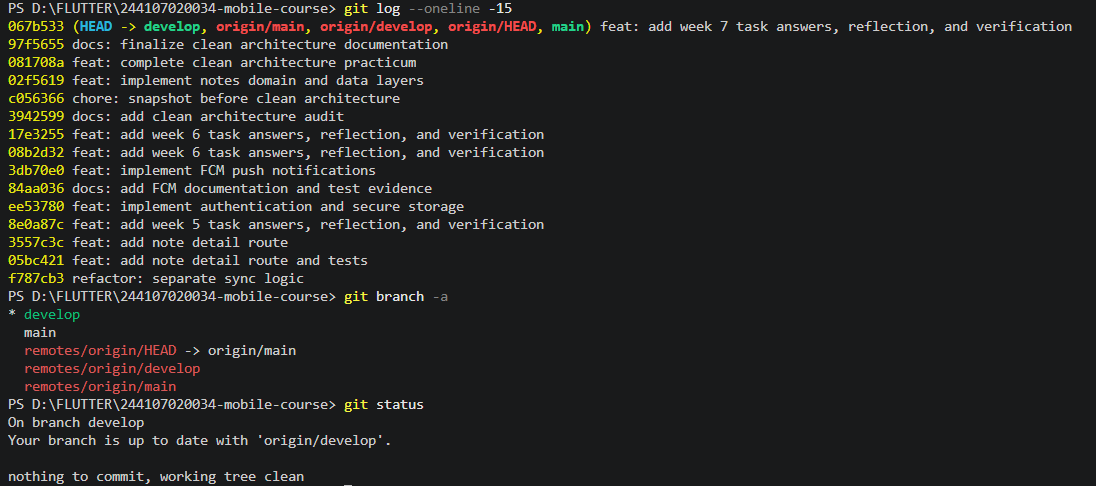 PS D:\FLUTTER\244107020034-mobile-course> git log --oneline -15
067b533 (HEAD -> develop, origin/main, origin/develop, origin/HEAD, main) feat: add week 7 task answers, reflection, and verification
97f5655 docs: finalize clean architecture documentation
081708a feat: complete clean architecture practicum
02f5619 feat: implement notes domain and data layers
c056366 chore: snapshot before clean architecture
3942599 docs: add clean architecture audit
17e3255 feat: add week 6 task answers, reflection, and verification
08b2d32 feat: add week 6 task answers, reflection, and verification
3db70e0 feat: implement FCM push notifications
84aa036 docs: add FCM documentation and test evidence
ee53780 feat: implement authentication and secure storage
8e0a87c feat: add week 5 task answers, reflection, and verification
3557c3c feat: add note detail route
05bc421 feat: add note detail route and tests
f787cb3 refactor: separate sync logic
PS D:\FLUTTER\244107020034-mobile-course> git branch -a
* develop
  main
  remotes/origin/HEAD -> origin/main
  remotes/origin/develop
  remotes/origin/main
PS D:\FLUTTER\244107020034-mobile-course> git status
On branch develop
Your branch is up to date with 'origin/develop'.

nothing to commit, working tree clean